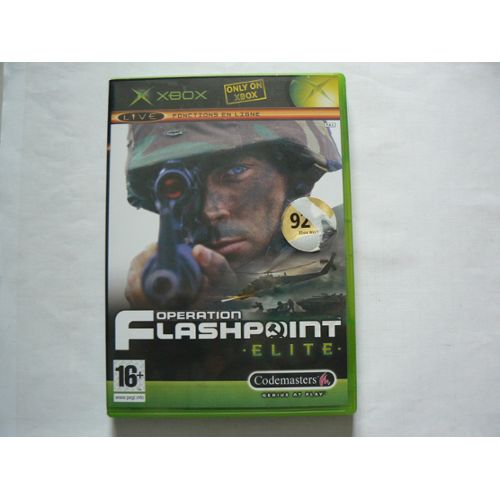 XBOX
ONLY ON
XBOX
LIVE FONCTIONS EN LIGNE
92
OPERATION
FLASHPOINT
·ELITE·
16+
www.pegi.info
Codemasters
GENIUS AT PLAY